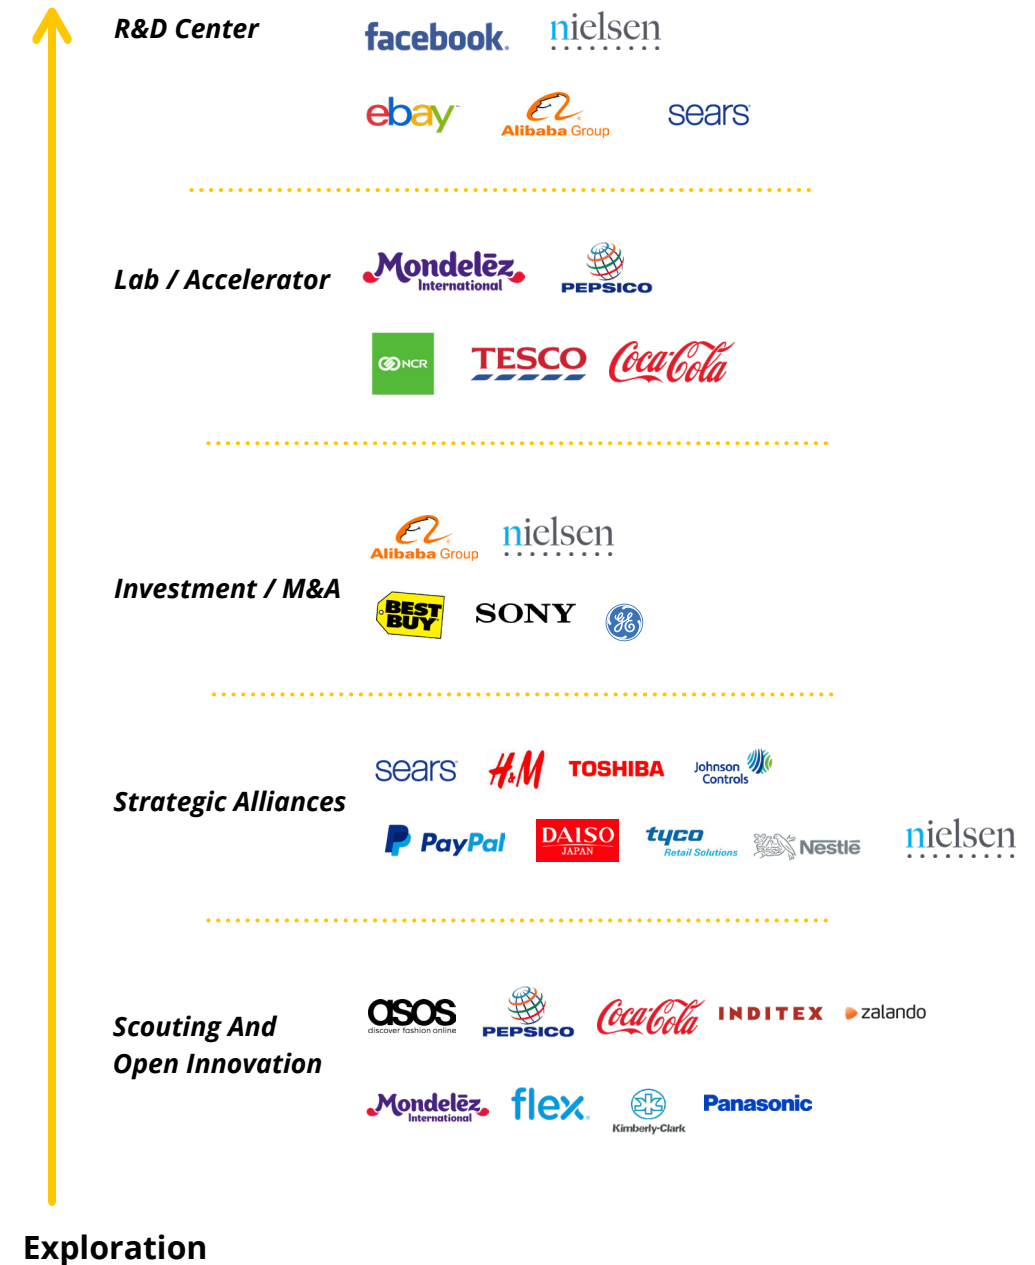 R&D Center
facebook
nielsen
ebay
Alibaba Group
sears
Lab / Accelerator
Mondelēz
International
PEPSICO
NCR
TESCO
Coca-Cola
Investment / M&A
Alibaba Group
nielsen
BEST
BUY
SONY
GE
Strategic Alliances
sears
H&M
TOSHIBA
Johnson
Controls
PayPal
DAISO
JAPAN
tyco
Retail Solutions
Nestlé
nielsen
Scouting And
Open Innovation
asos
discover fashion online
PEPSICO
Coca-Cola
INDITEX
zalando
Mondelēz
International
flex
Kimberly-Clark
Panasonic
Exploration